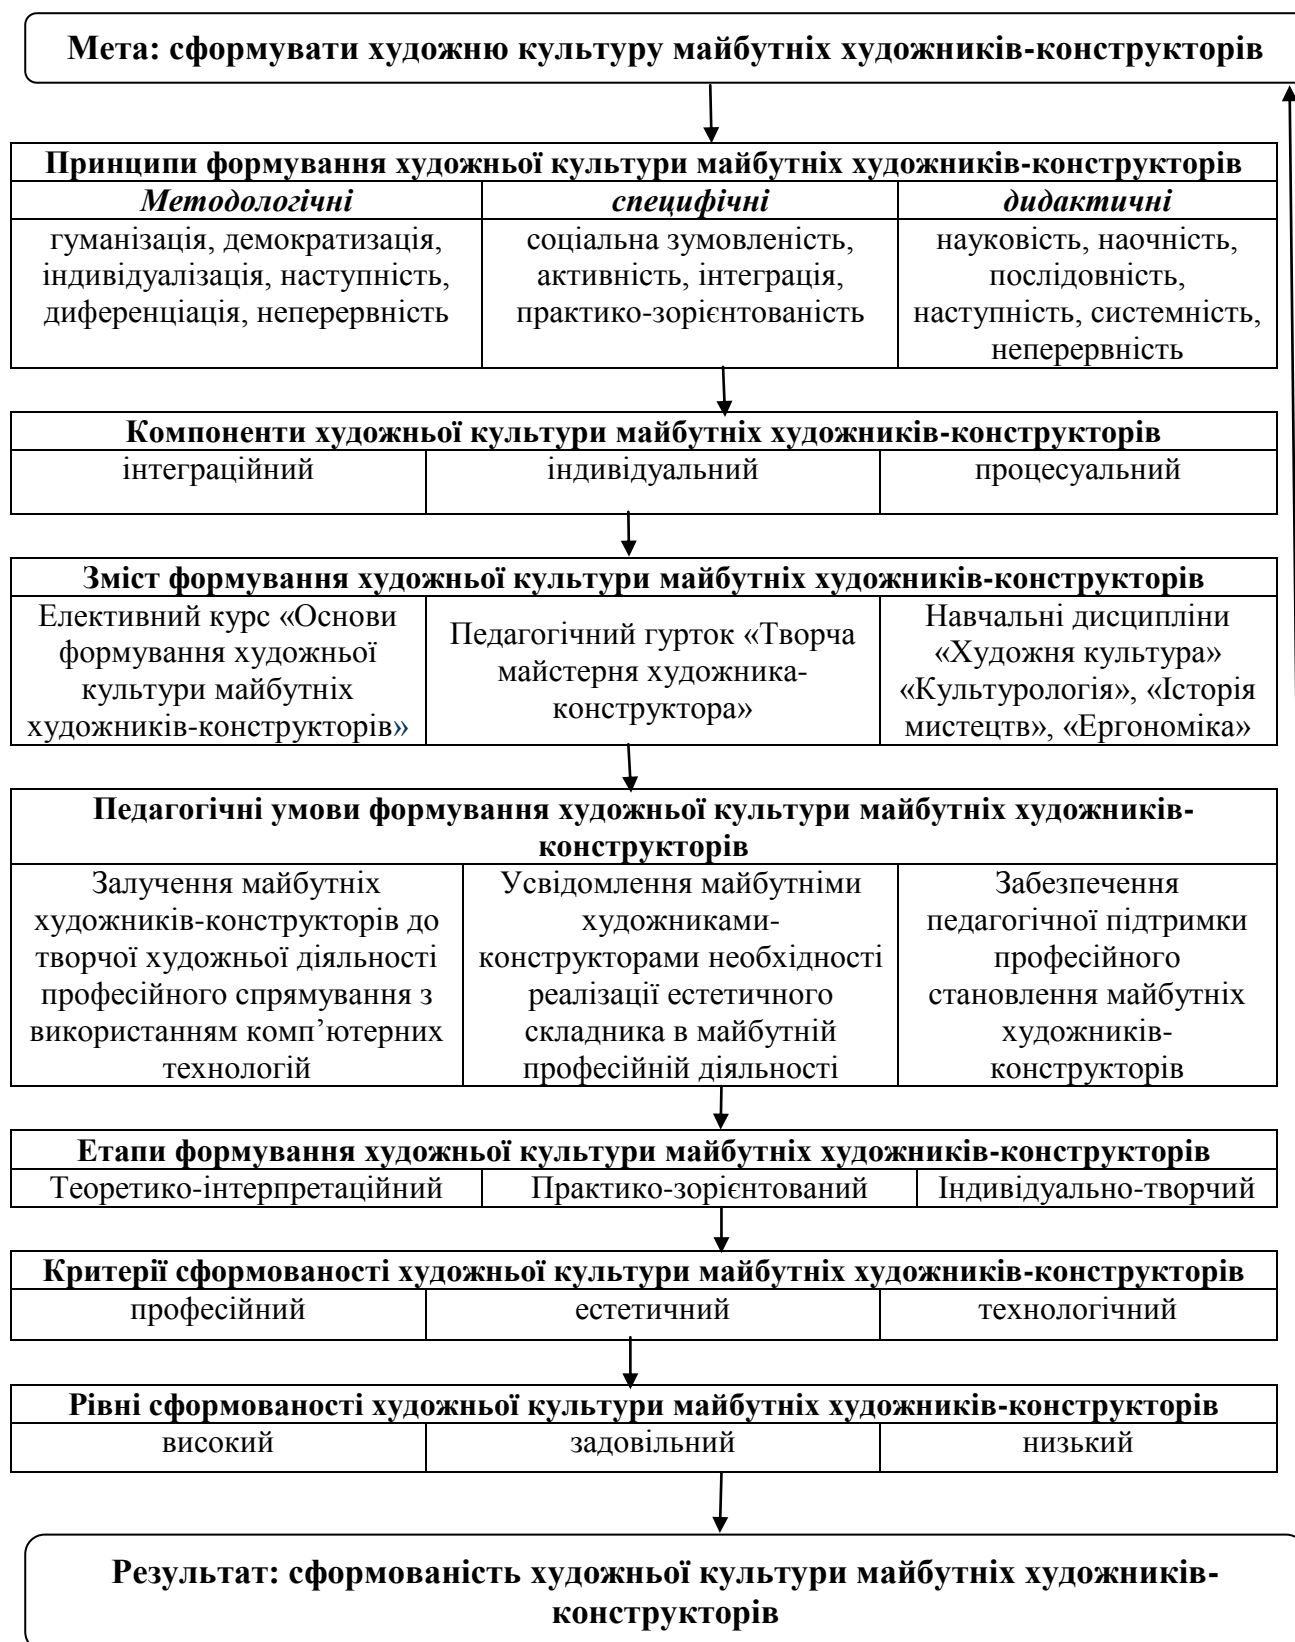 Мета: сформувати художню культуру майбутніх художників-конструкторів
Принципи формування художньої культури майбутніх художників-конструкторів
Методологічні
специфічні
дидактичні
гуманізація, демократизація,
індивідуалізація, наступність,
диференціація, неперервність
соціальна зумовленість,
активність, інтеграція,
практико-зорієнтованість
науковість, наочність,
послідовність,
наступність, системність,
неперервність
Компоненти художньої культури майбутніх художників-конструкторів
інтеграційний
індивідуальний
процесуальний
Зміст формування художньої культури майбутніх художників-конструкторів
Елективний курс «Основи
формування художньої
культури майбутніх
художників-конструкторів»
Педагогічний гурток «Творча
майстерня художника-
конструктора»
Навчальні дисципліни
«Художня культура»
«Культурологія», «Історія
мистецтв», «Ергономіка»
Педагогічні умови формування художньої культури майбутніх художників-
конструкторів
Залучення майбутніх
художників-конструкторів до
творчої художньої діяльності
професійного спрямування з
використанням комп’ютерних
технологій
Усвідомлення майбутніми
художниками-
конструкторами необхідності
реалізації естетичного
складника в майбутній
професійній діяльності
Забезпечення
педагогічної підтримки
професійного
становлення майбутніх
художників-
конструкторів
Етапи формування художньої культури майбутніх художників-конструкторів
Теоретико-інтерпретаційний
Практико-зорієнтований
Індивідуально-творчий
Критерії сформованості художньої культури майбутніх художників-конструкторів
професійний
естетичний
технологічний
Рівні сформованості художньої культури майбутніх художників-конструкторів
високий
задовільний
низький
Результат: сформованість художньої культури майбутніх художників-
конструкторів